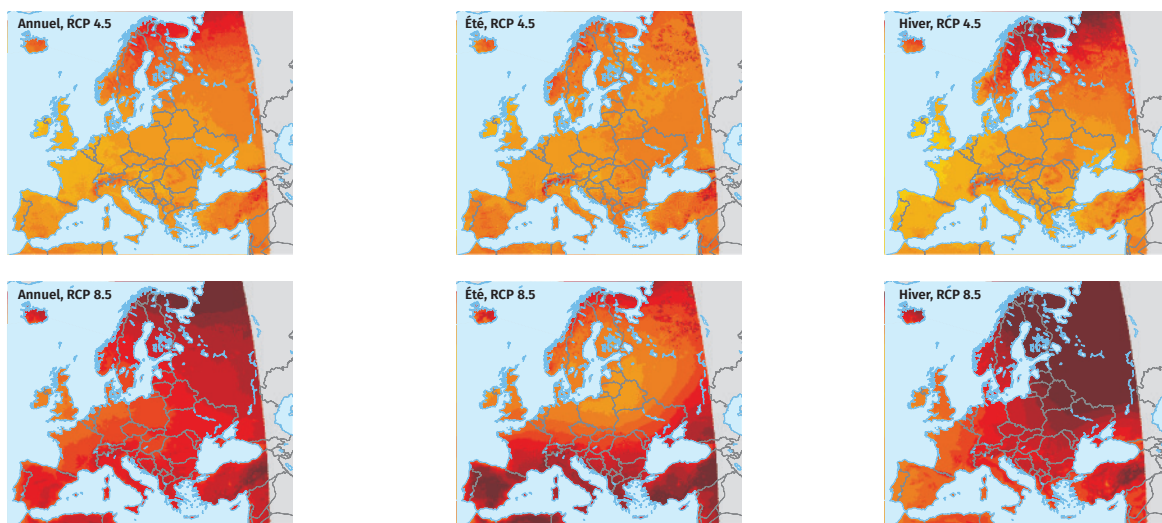 Annuel, RCP 4.5
Été, RCP 4.5
Hiver, RCP 4.5
Annuel, RCP 8.5
Été, RCP 8.5
Hiver, RCP 8.5